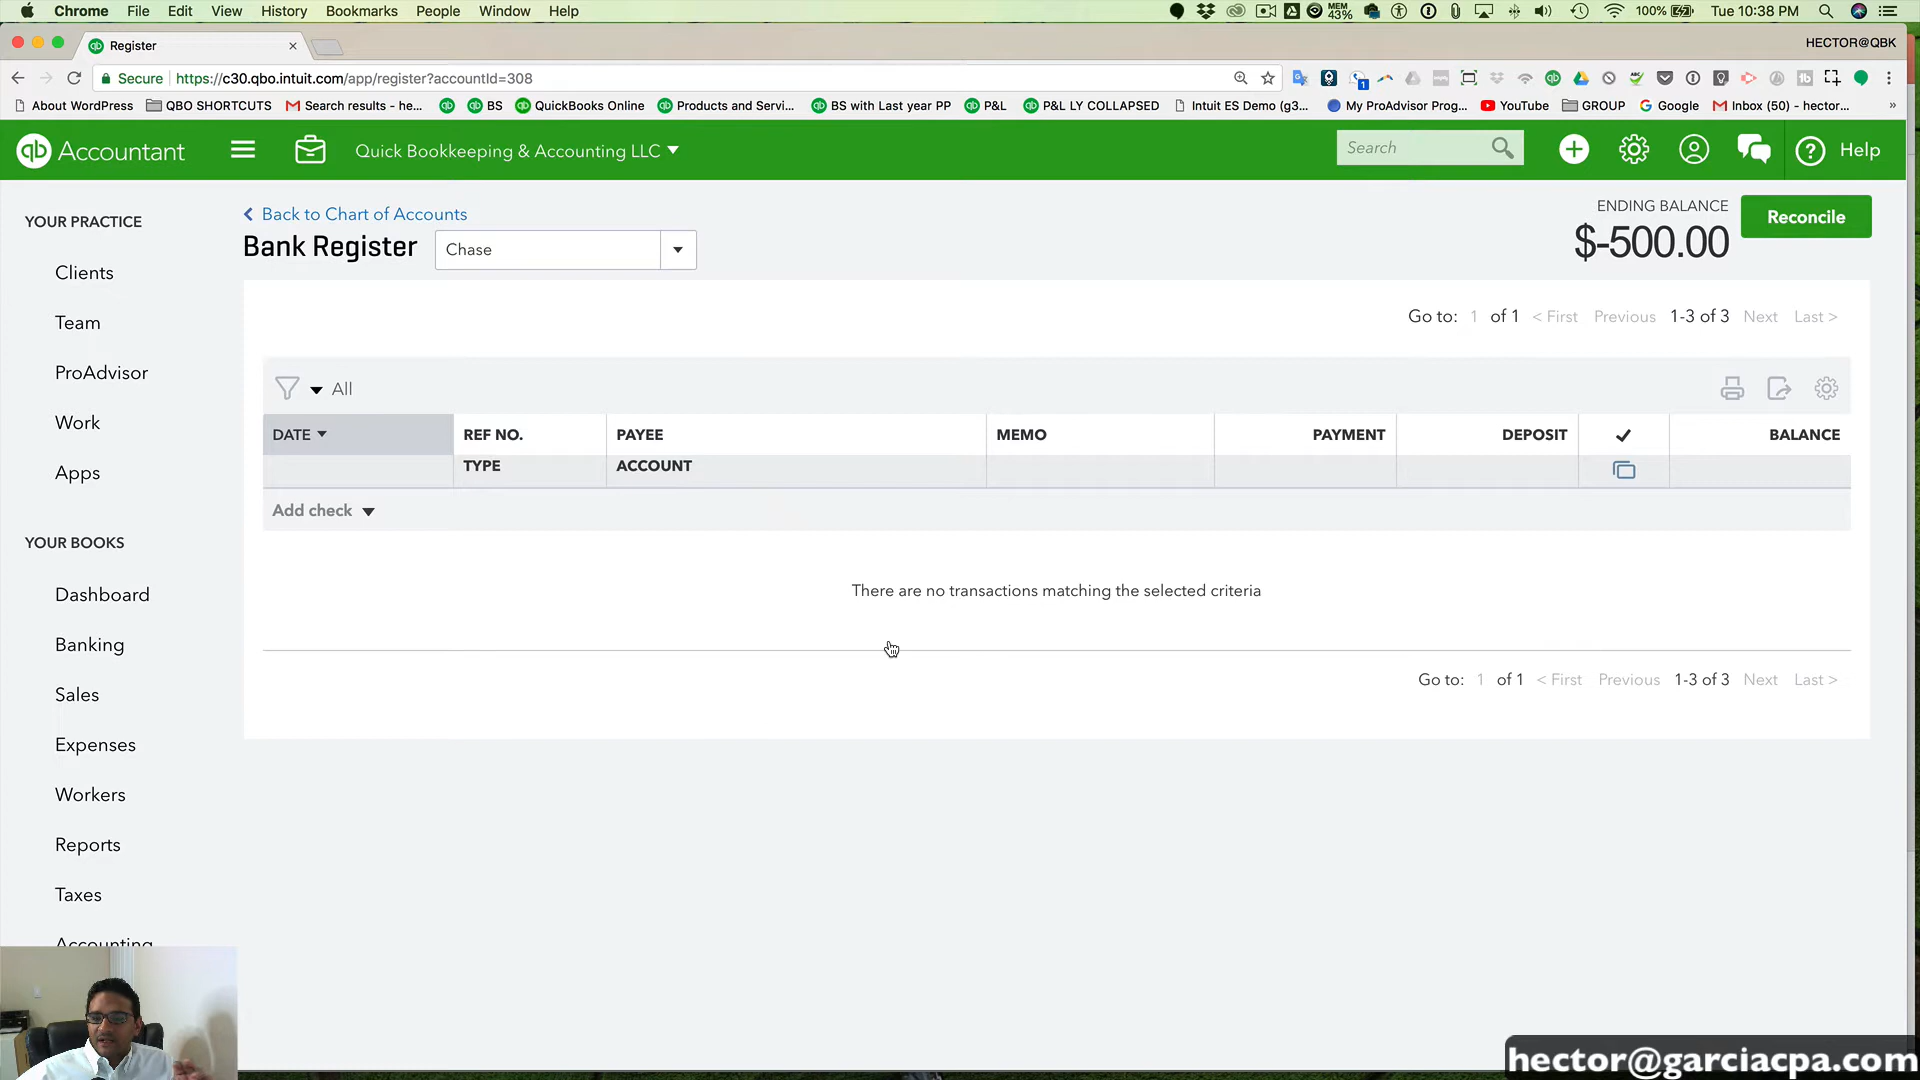 Chrome File Edit View History Bookmarks People Window Help MEM 43% 100% Tue 10:38 PM
Register HECTOR@QBK
Secure https://c30.qbo.intuit.com/app/register?accountId=308
About WordPress QBO SHORTCUTS Search results - he... BS QuickBooks Online Products and Servi... BS with Last year PP P&L P&L LY COLLAPSED Intuit ES Demo (g3... My ProAdvisor Prog... YouTube GROUP Google Inbox (50) - hector... »
qb Accountant Quick Bookkeeping & Accounting LLC Search Help
YOUR PRACTICE
Clients
Team
ProAdvisor
Work
Apps
YOUR BOOKS
Dashboard
Banking
Sales
Expenses
Workers
Reports
Taxes
Accounting
Back to Chart of Accounts
Bank Register Chase
ENDING BALANCE
$-500.00
Reconcile
Go to: 1 of 1 < First Previous 1-3 of 3 Next Last >
All
DATE REF NO. PAYEE MEMO PAYMENT DEPOSIT ✓ BALANCE
TYPE ACCOUNT
Add check
There are no transactions matching the selected criteria
Go to: 1 of 1 < First Previous 1-3 of 3 Next Last >
hector@garciacpa.com